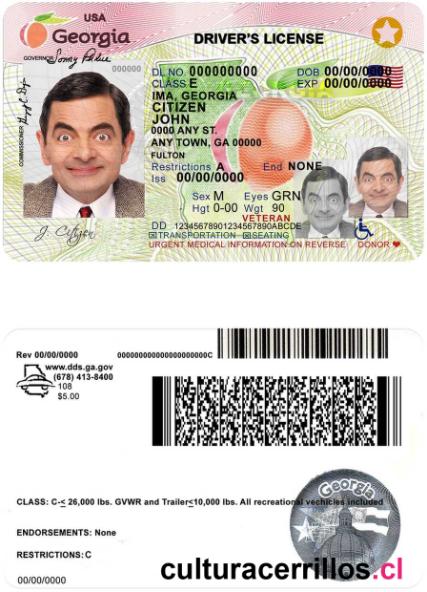 USA
Georgia
DRIVER'S LICENSE
GOVERNOR Sonny Perdue
000000
DL NO. 000000000 DOB 00/00/0000
CLASS E EXP 00/00/0000
IMA, GEORGIA
CITIZEN
JOHN
0000 ANY ST.
ANY TOWN, GA 00000
FULTON
Restrictions A End NONE
Iss 00/00/0000
Sex M Eyes GRN
Hgt 0-00 Wgt 90
VETERAN
COMMISSIONER
J. Citizen
DD 12345678901234567890ABCDE
TRANSPORTATION SEATING
URGENT MEDICAL INFORMATION ON REVERSE DONOR
Rev 00/00/0000 0000000000000000000000C
www.dds.ga.gov
(678) 413-8400
108
$5.00
CLASS: C-≤ 26,000 lbs. GVWR and Trailer≤10,000 lbs. All recreational vechicles included
Georgia
ENDORSEMENTS: None
RESTRICTIONS: C
00/00/0000
culturacerrillos.cl